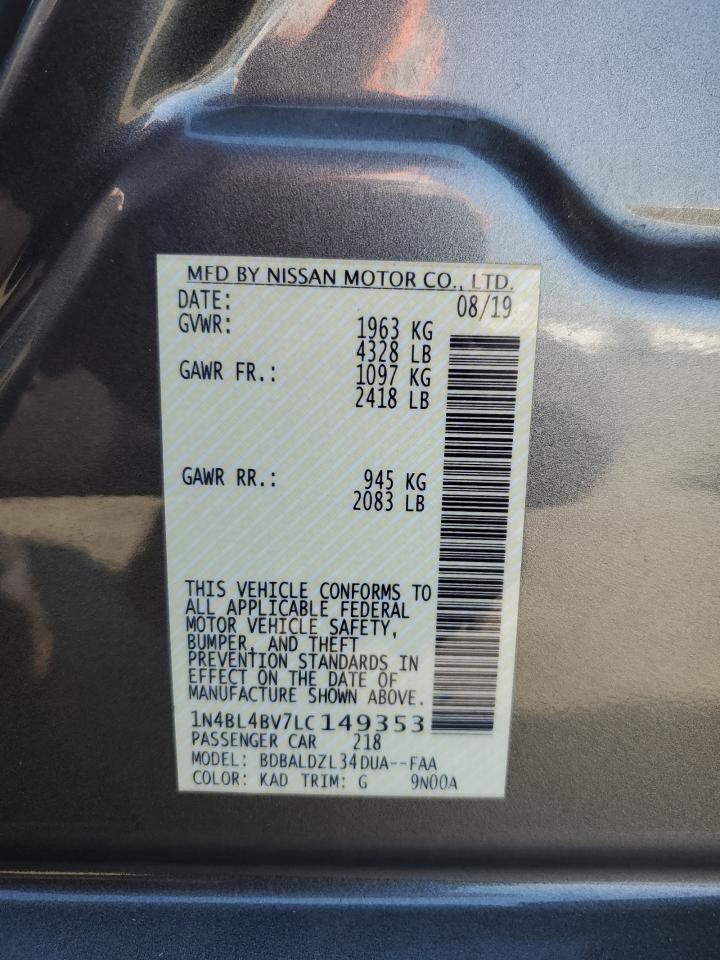 MFD BY NISSAN MOTOR CO., LTD.
DATE: 08/19
GVWR: 1963 KG
4328 LB
GAWR FR.: 1097 KG
2418 LB
GAWR RR.: 945 KG
2083 LB
THIS VEHICLE CONFORMS TO
ALL APPLICABLE FEDERAL
MOTOR VEHICLE SAFETY,
BUMPER, AND THEFT
PREVENTION STANDARDS IN
EFFECT ON THE DATE OF
MANUFACTURE SHOWN ABOVE.
1N4BL4BV7LC149353
PASSENGER CAR 218
MODEL: BDBALDZL34DUA--FAA
COLOR: KAD TRIM: G 9N00A